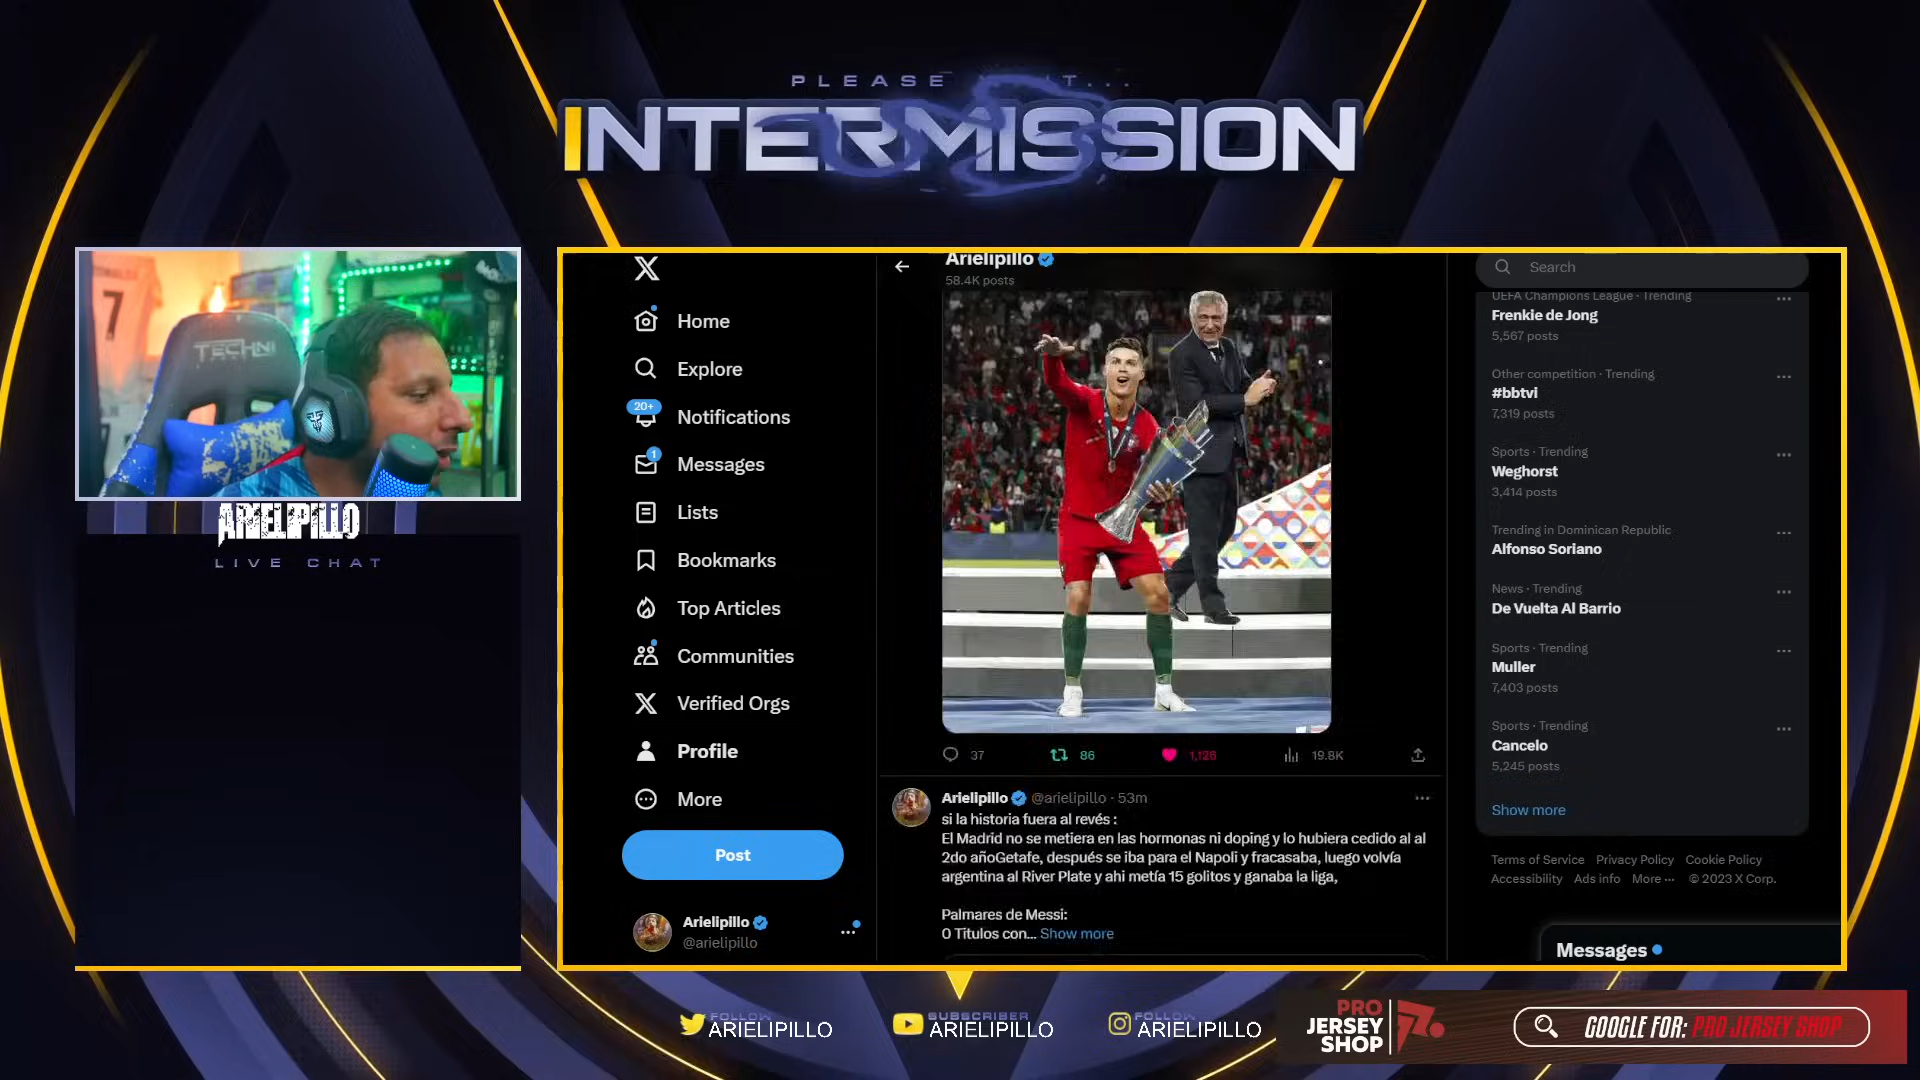 PLEASE
INTERMISSION
7
TECHNI
ARIELIPILLO
LIVE CHAT
X
Home
Explore
20+
Notifications
1
Messages
Lists
Bookmarks
Top Articles
Communities
Verified Orgs
Profile
More
Post
Arielipillo
@arielipillo
Arielipillo
58.4K posts
37
86
1,126
19.8K
Arielipillo @arielipillo · 53m
si la historia fuera al revés :
El Madrid no se metiera en las hormonas ni doping y lo hubiera cedido al al
2do añoGetafe, después se iba para el Napoli y fracasaba, luego volvía
argentina al River Plate y ahi metía 15 golitos y ganaba la liga,
Palmares de Messi:
0 Titulos con... Show more
Search
UEFA Champions League · Trending
Frenkie de Jong
5,567 posts
Other competition · Trending
#bbtvi
7,319 posts
Sports · Trending
Weghorst
3,414 posts
Trending in Dominican Republic
Alfonso Soriano
News · Trending
De Vuelta Al Barrio
Sports · Trending
Muller
7,403 posts
Sports · Trending
Cancelo
5,245 posts
Show more
Terms of Service Privacy Policy Cookie Policy
Accessibility Ads info More ··· © 2023 X Corp.
Messages
FOLLOW
ARIELIPILLO
SUBSCRIBER
ARIELIPILLO
FOLLOW
ARIELIPILLO
PRO
JERSEY
SHOP
GOOGLE FOR: PRO JERSEY SHOP